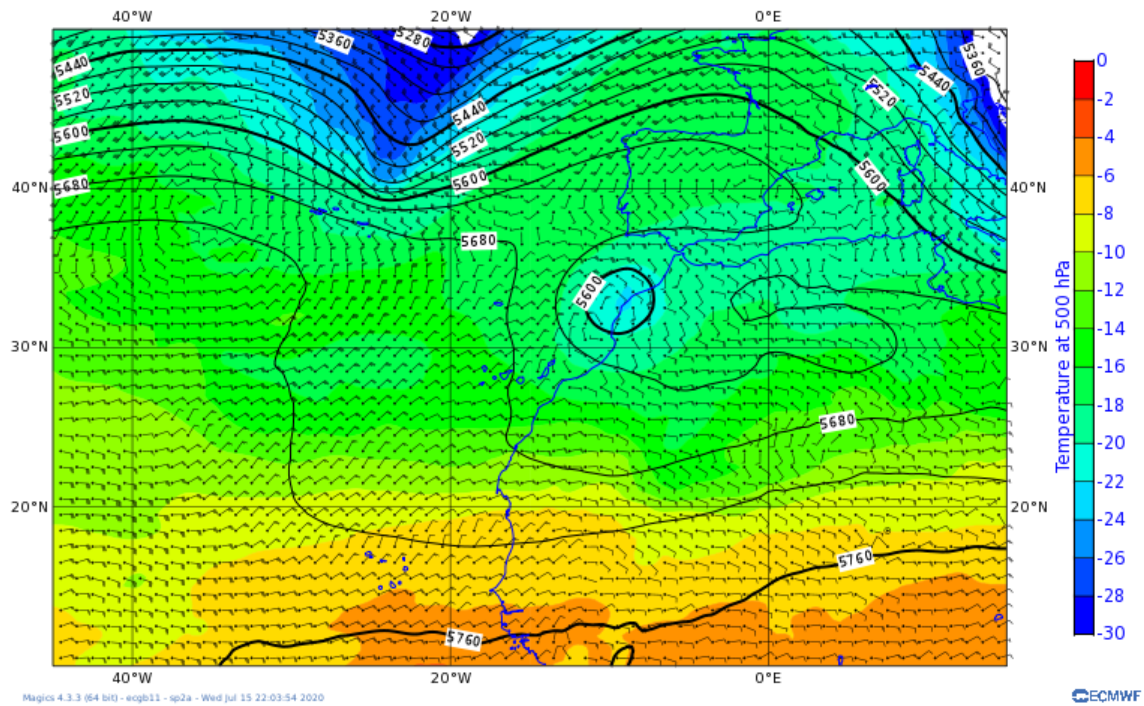 40°W 20°W 0°E
5360 5280 5360
5440 5440
5520 5440 5520
5520
5600 5600
5600
5680
40°N 40°N
5680
5600
30°N 30°N
5680
20°N 20°N
5760
5760
40°W 20°W 0°E
0
-2
-4
-6
-8
-10
-12
-14
-16
-18
-20
-22
-24
-26
-28
-30
Temperature at 500 hPa
Magics 4.3.3 (64 bit) - ecgb11 - sp2a - Wed Jul 15 22:03:54 2020
ECMWF